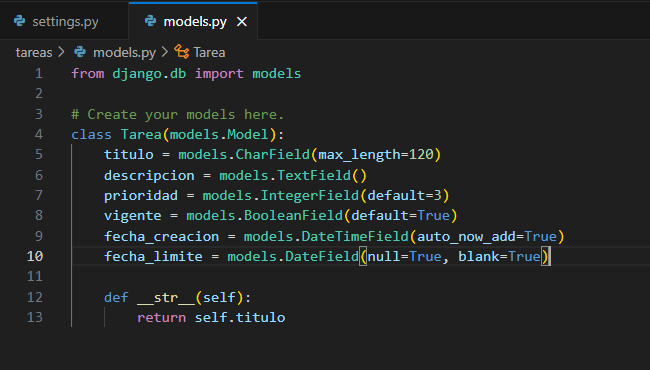 settings.py models.py
tareas > models.py > Tarea
1 from django.db import models
2
3 # Create your models here.
4 class Tarea(models.Model):
5     titulo = models.CharField(max_length=120)
6     descripcion = models.TextField()
7     prioridad = models.IntegerField(default=3)
8     vigente = models.BooleanField(default=True)
9     fecha_creacion = models.DateTimeField(auto_now_add=True)
10     fecha_limite = models.DateField(null=True, blank=True)
11
12     def __str__(self):
13         return self.titulo